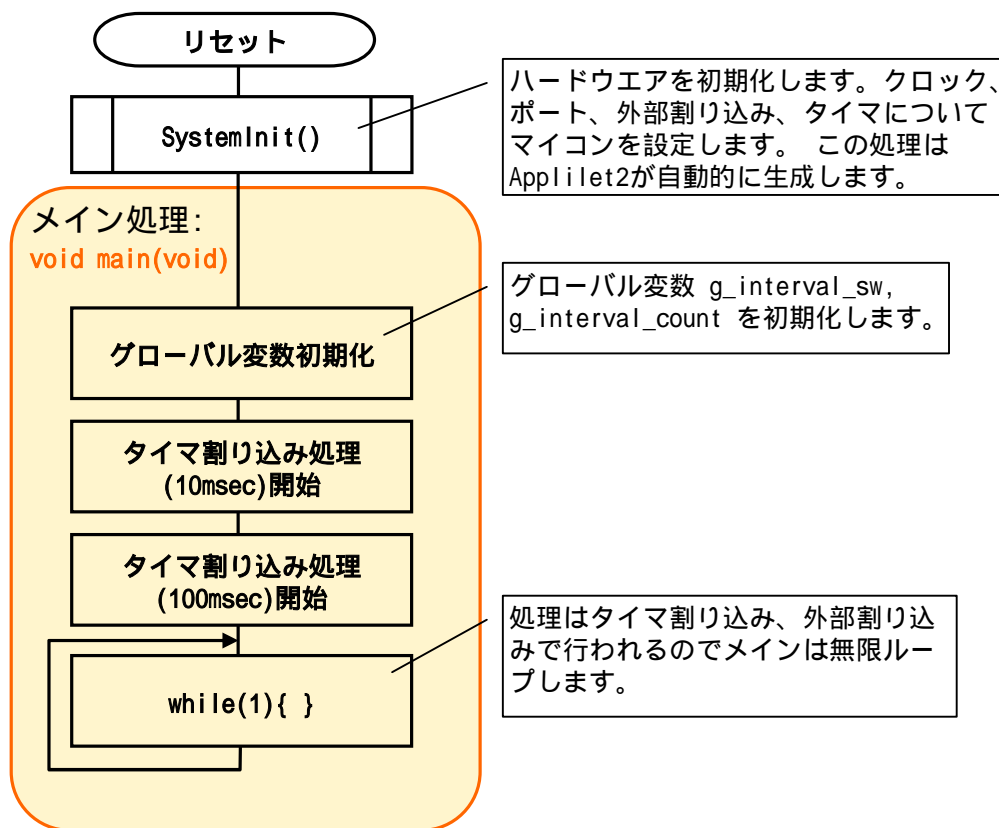 リセット
SystemInit()
ハードウエアを初期化します。クロック、
ポート、外部割り込み、タイマについて
マイコンを設定します。 この処理は
Applilet2が自動的に生成します。
メイン処理:
void main(void)
グローバル変数 g_interval_sw,
g_interval_count を初期化します。
グローバル変数初期化
タイマ割り込み処理
(10msec)開始
タイマ割り込み処理
(100msec)開始
処理はタイマ割り込み、外部割り込
みで行われるのでメインは無限ルー
プします。
while(1){ }